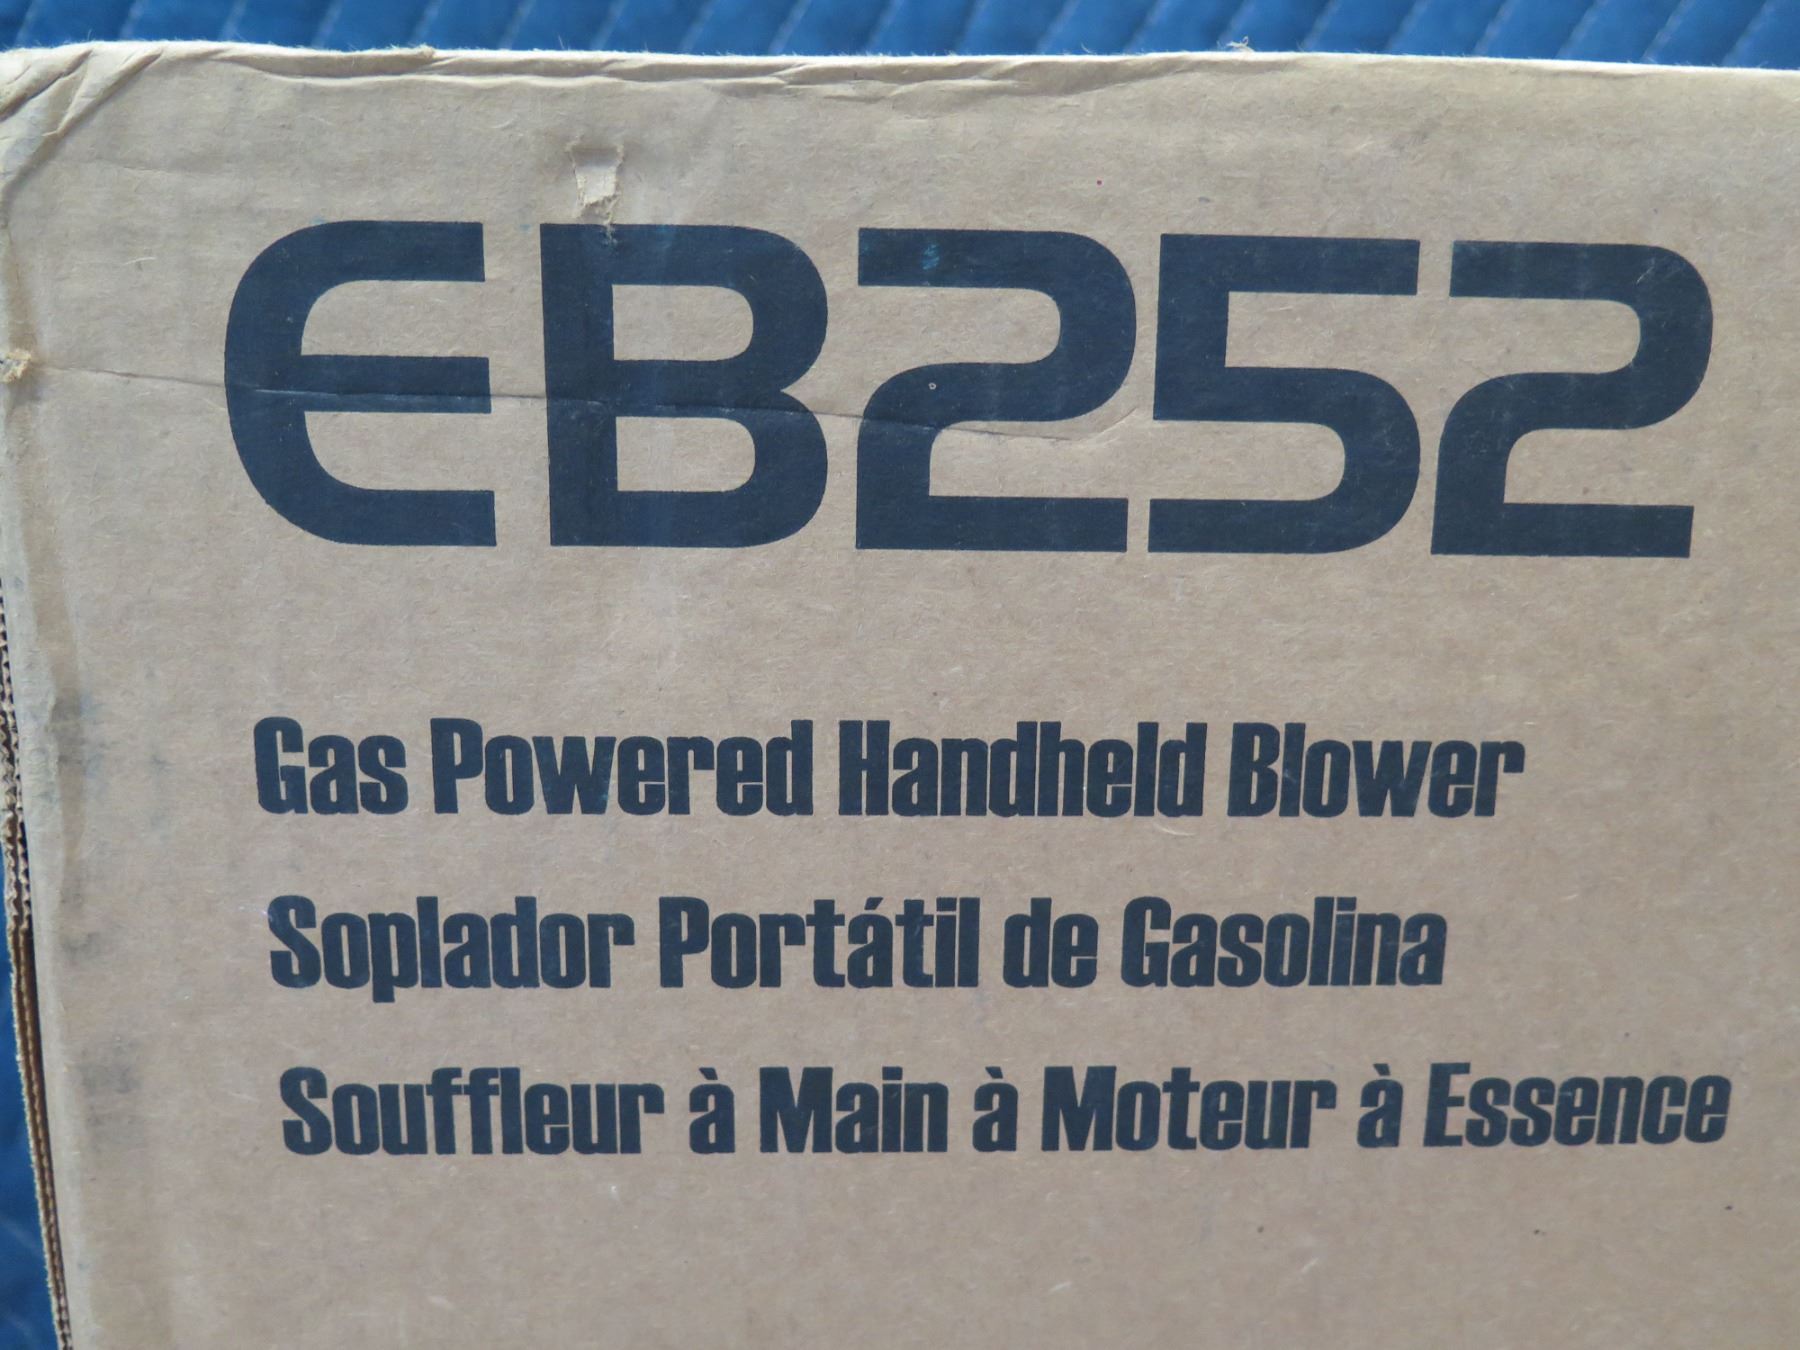 EB252
Gas Powered Handheld Blower
Soplador Portátil de Gasolina
Souffleur à Main à Moteur à Essence